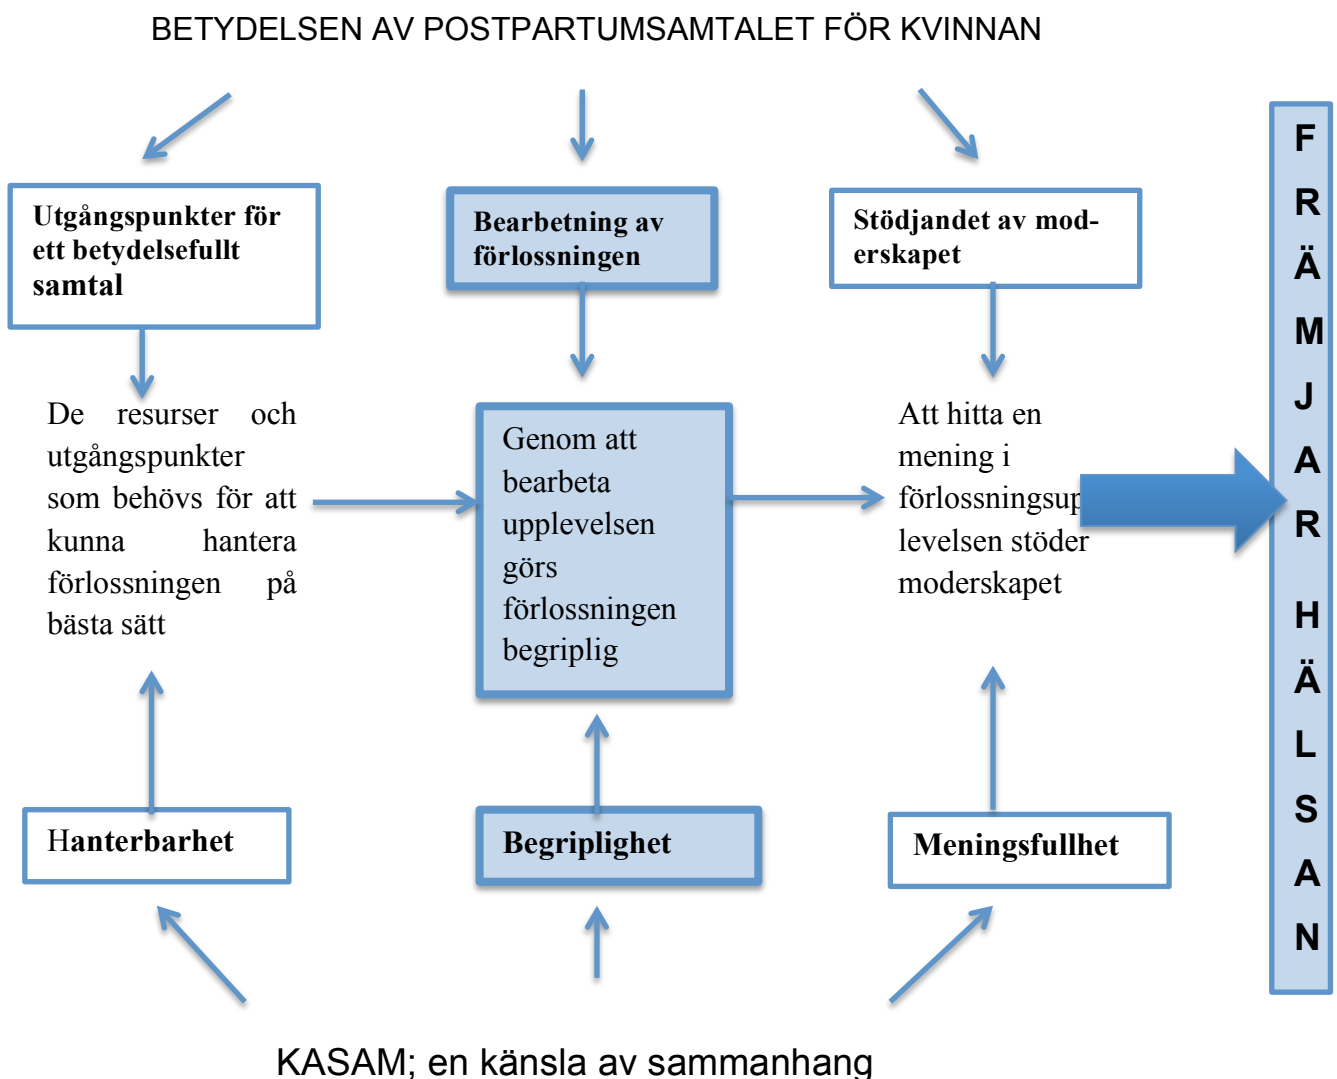 BETYDELSEN AV POSTPARTUMSAMTALET FÖR KVINNAN
Utgångspunkter för
ett betydelsefullt
samtal
Bearbetning av
förlossningen
Stödjandet av mod-
erskapet
De resurser och
utgångspunkter
som behövs för att
kunna hantera
förlossningen på
bästa sätt
Genom att
bearbeta
upplevelsen
görs
förlossningen
begriplig
Att hitta en
mening i
förlossningsup
levelsen stöder
moderskapet
Hanterbarhet
Begriplighet
Meningsfullhet
KASAM; en känsla av sammanhang
F
R
Ä
M
J
A
R
H
Ä
L
S
A
N